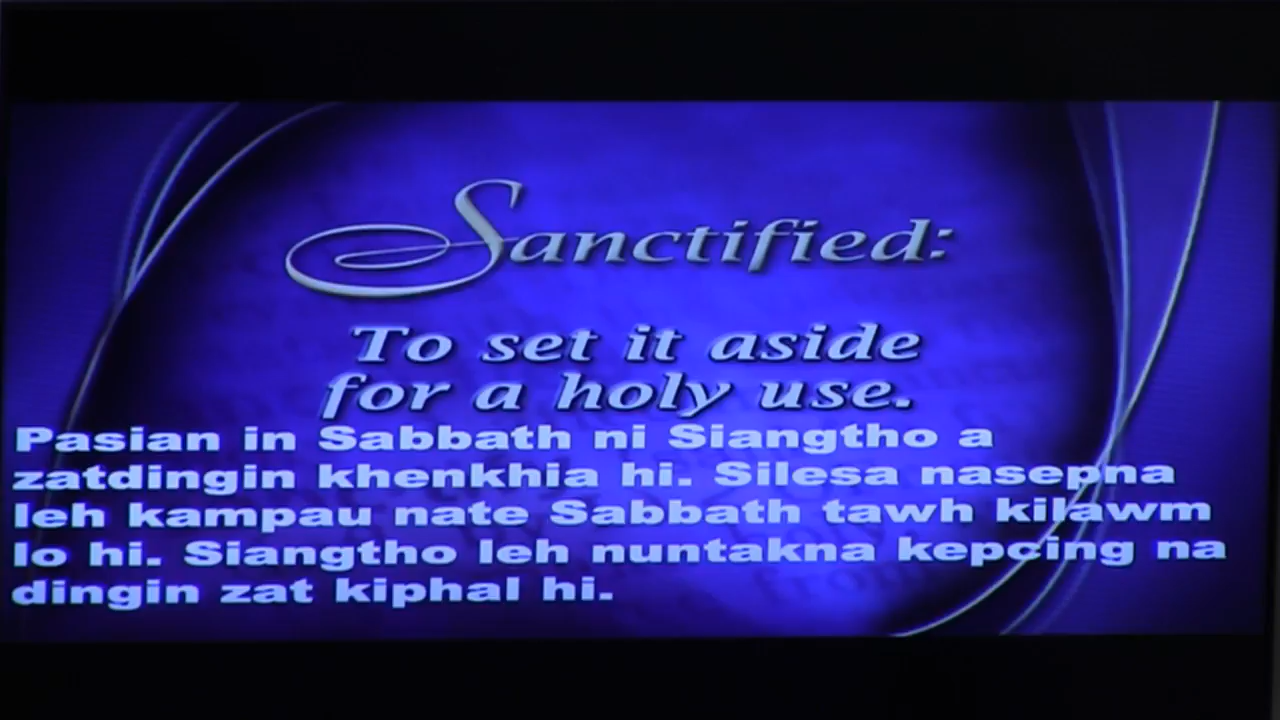 Sanctified:
To set it aside
for a holy use.
Pasian in Sabbath ni Siangtho a
zatdingin khenkhia hi. Silesa nasepna
leh kampau nate Sabbath tawh kilawm
lo hi. Siangtho leh nuntakna kepcing na
dingin zat kiphal hi.